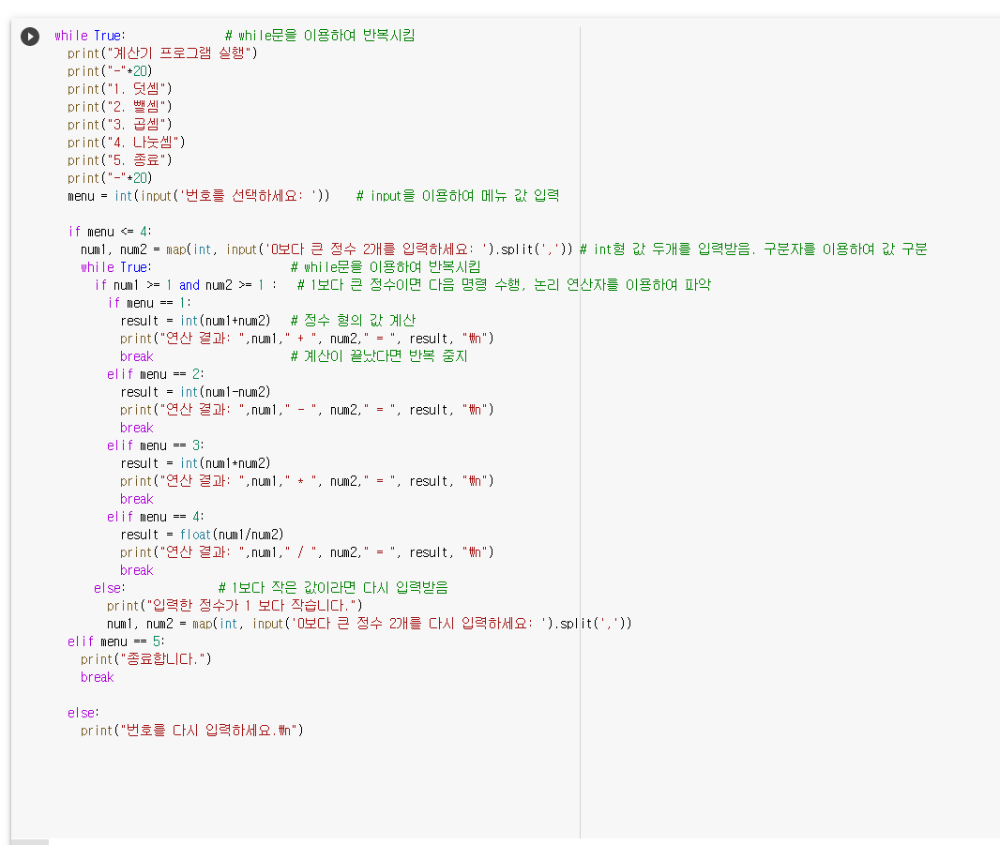 while True:               # while문을 이용하여 반복시킴
  print("계산기 프로그램 실행")
  print("-"*20)
  print("1. 덧셈")
  print("2. 뺄셈")
  print("3. 곱셈")
  print("4. 나눗셈")
  print("5. 종료")
  print("-"*20)
  menu = int(input('번호를 선택하세요: '))    # input을 이용하여 메뉴 값 입력
  if menu <= 4:
    num1, num2 = map(int, input('0보다 큰 정수 2개를 입력하세요: ').split(',')) # int형 값 두개를 입력받음. 구분자를 이용하여 값 구분
    while True:                       # while문을 이용하여 반복시킴
      if num1 >= 1 and num2 >= 1 :   # 1보다 큰 정수이면 다음 명령 수행, 논리 연산자를 이용하여 파악
        if menu == 1:
          result = int(num1+num2)   # 정수 형의 값 계산
          print("연산 결과: ",num1," + ", num2," = ", result, "₩n")
          break                     # 계산이 끝났다면 반복 중지
        elif menu == 2:
          result = int(num1-num2)
          print("연산 결과: ",num1," - ", num2," = ", result, "₩n")
          break
        elif menu == 3:
          result = int(num1*num2)
          print("연산 결과: ",num1," * ", num2," = ", result, "₩n")
          break
        elif menu == 4:
          result = float(num1/num2)
          print("연산 결과: ",num1," / ", num2," = ", result, "₩n")
          break
      else:              # 1보다 작은 값이라면 다시 입력받음
        print("입력한 정수가 1 보다 작습니다.")
        num1, num2 = map(int, input('0보다 큰 정수 2개를 다시 입력하세요: ').split(','))
  elif menu == 5:
    print("종료합니다.")
    break
  else:
    print("번호를 다시 입력하세요.₩n")